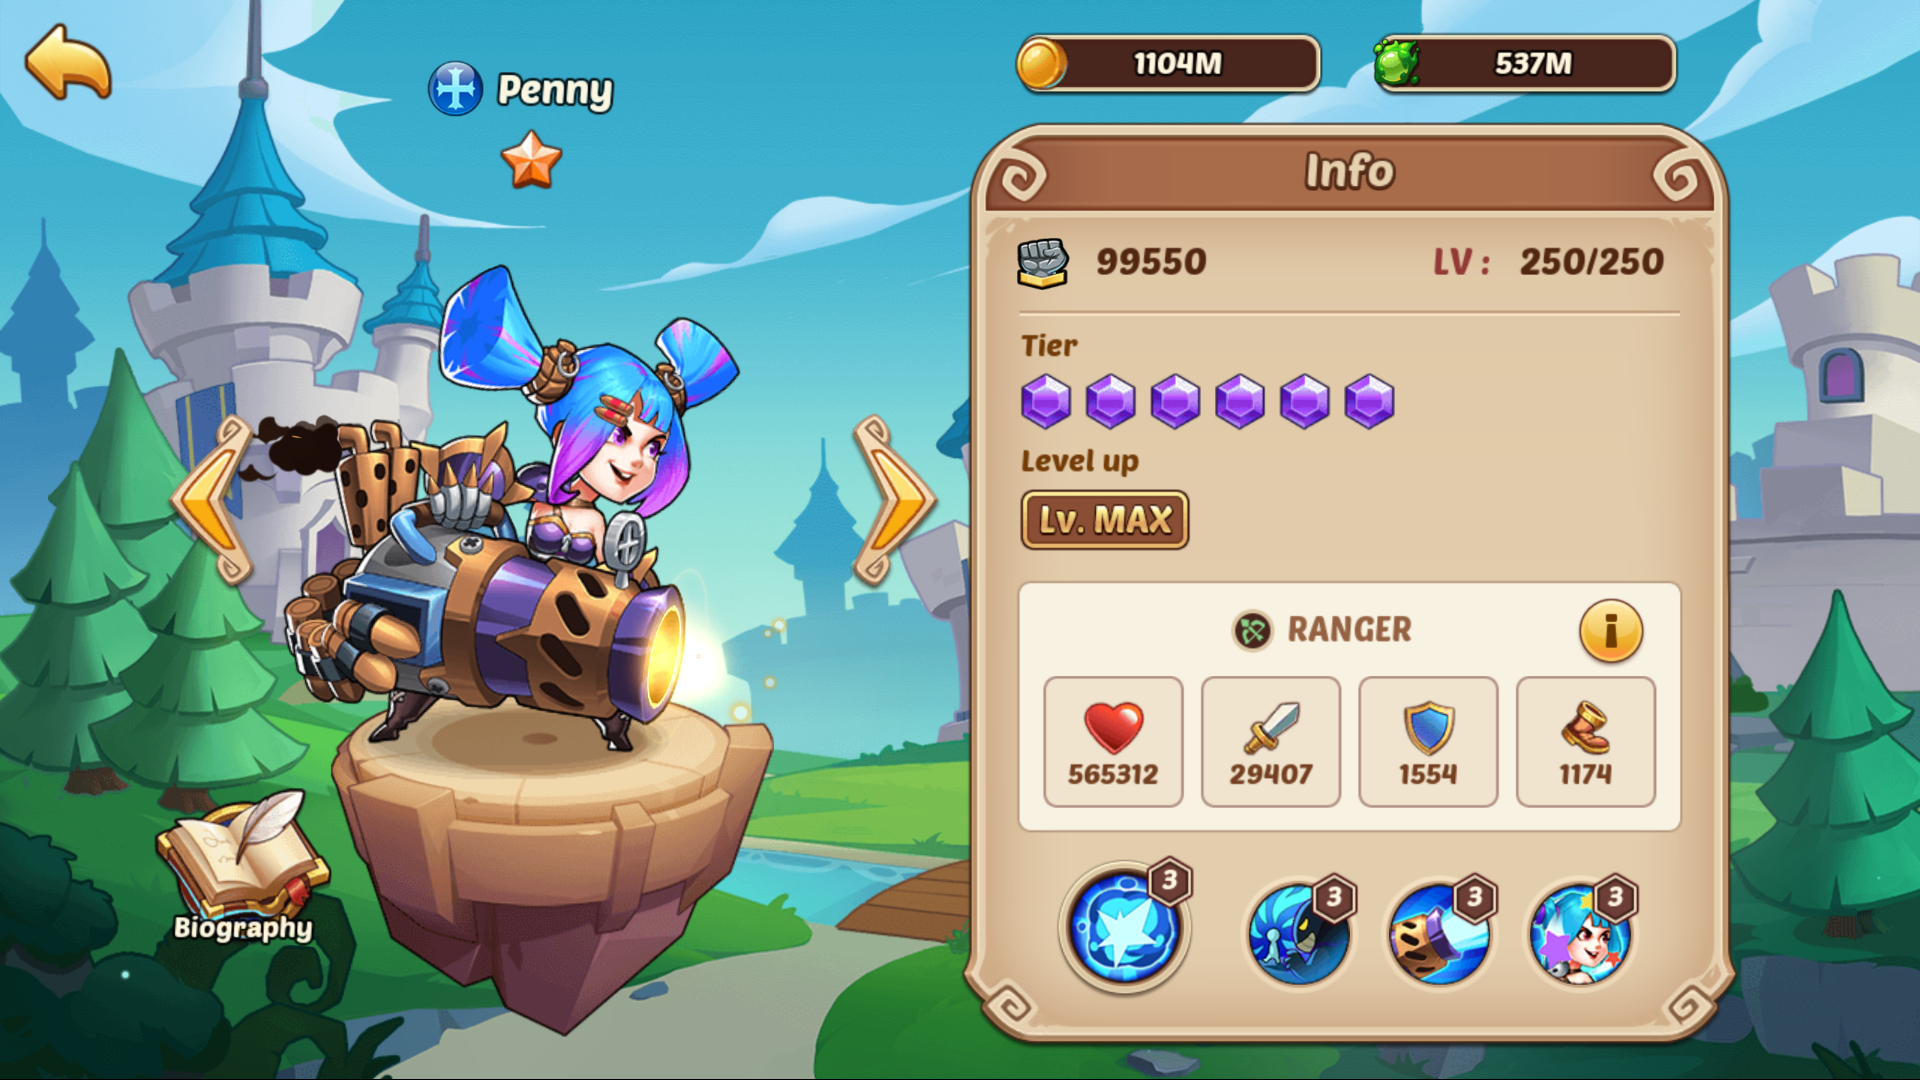 Penny
1104M
537M
Info
99550
LV : 250/250
Tier
Level up
Lv. MAX
RANGER
565312
29407
1554
1174
3
3
3
3
Biography